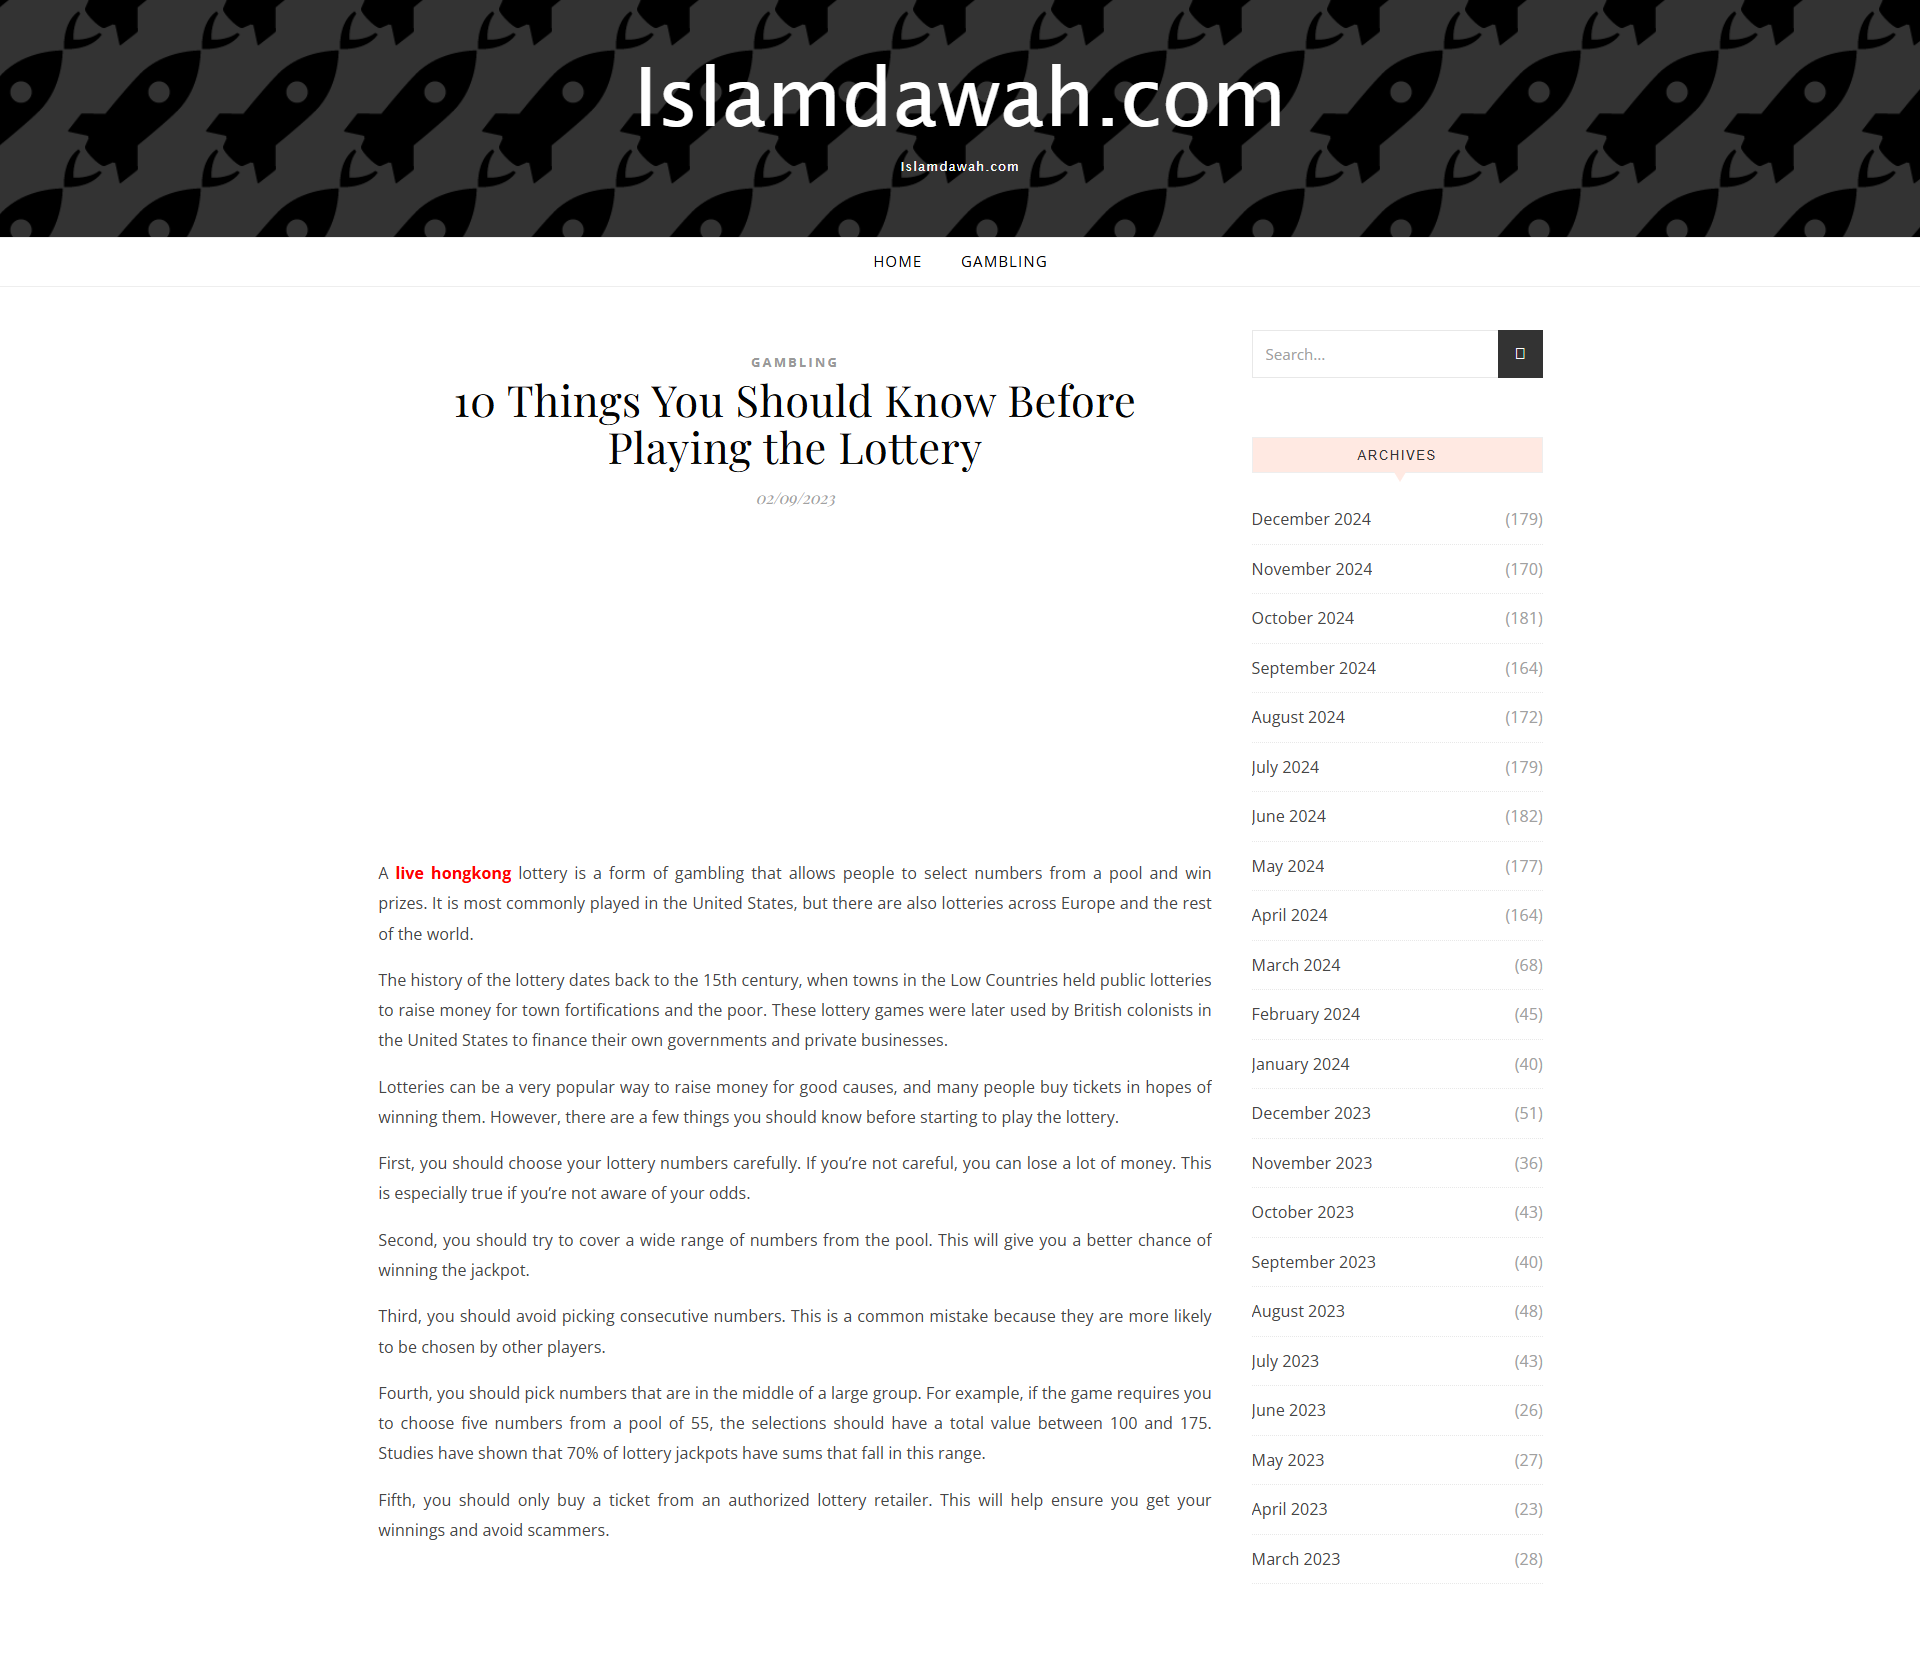 Islamdawah.com
Islamdawah.com
HOME GAMBLING
GAMBLING
10 Things You Should Know Before
Playing the Lottery
02/09/2023
A live hongkong lottery is a form of gambling that allows people to select numbers from a pool and win
prizes. It is most commonly played in the United States, but there are also lotteries across Europe and the rest
of the world.
The history of the lottery dates back to the 15th century, when towns in the Low Countries held public lotteries
to raise money for town fortifications and the poor. These lottery games were later used by British colonists in
the United States to finance their own governments and private businesses.
Lotteries can be a very popular way to raise money for good causes, and many people buy tickets in hopes of
winning them. However, there are a few things you should know before starting to play the lottery.
First, you should choose your lottery numbers carefully. If you’re not careful, you can lose a lot of money. This
is especially true if you’re not aware of your odds.
Second, you should try to cover a wide range of numbers from the pool. This will give you a better chance of
winning the jackpot.
Third, you should avoid picking consecutive numbers. This is a common mistake because they are more likely
to be chosen by other players.
Fourth, you should pick numbers that are in the middle of a large group. For example, if the game requires you
to choose five numbers from a pool of 55, the selections should have a total value between 100 and 175.
Studies have shown that 70% of lottery jackpots have sums that fall in this range.
Fifth, you should only buy a ticket from an authorized lottery retailer. This will help ensure you get your
winnings and avoid scammers.
Search...
ARCHIVES
December 2024 (179)
November 2024 (170)
October 2024 (181)
September 2024 (164)
August 2024 (172)
July 2024 (179)
June 2024 (182)
May 2024 (177)
April 2024 (164)
March 2024 (68)
February 2024 (45)
January 2024 (40)
December 2023 (51)
November 2023 (36)
October 2023 (43)
September 2023 (40)
August 2023 (48)
July 2023 (43)
June 2023 (26)
May 2023 (27)
April 2023 (23)
March 2023 (28)